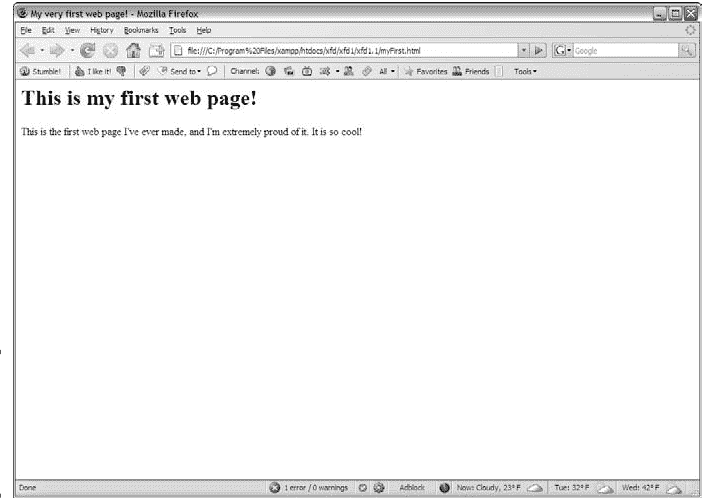 My very first web page! - Mozilla Firefox
File Edit View History Bookmarks Tools Help
file:///C:/Program%20Files/xampp/htdocs/xfd/xfd1/xfd1.1/myFirst.html Google
Stumble! I like it! Send to Channel: All Favorites Friends Tools
This is my first web page!
This is the first web page I've ever made, and I'm extremely proud of it. It is so cool!
Done 1 error / 0 warnings Adblock Now: Cloudy, 23° F Tue: 32° F Wed: 42° F